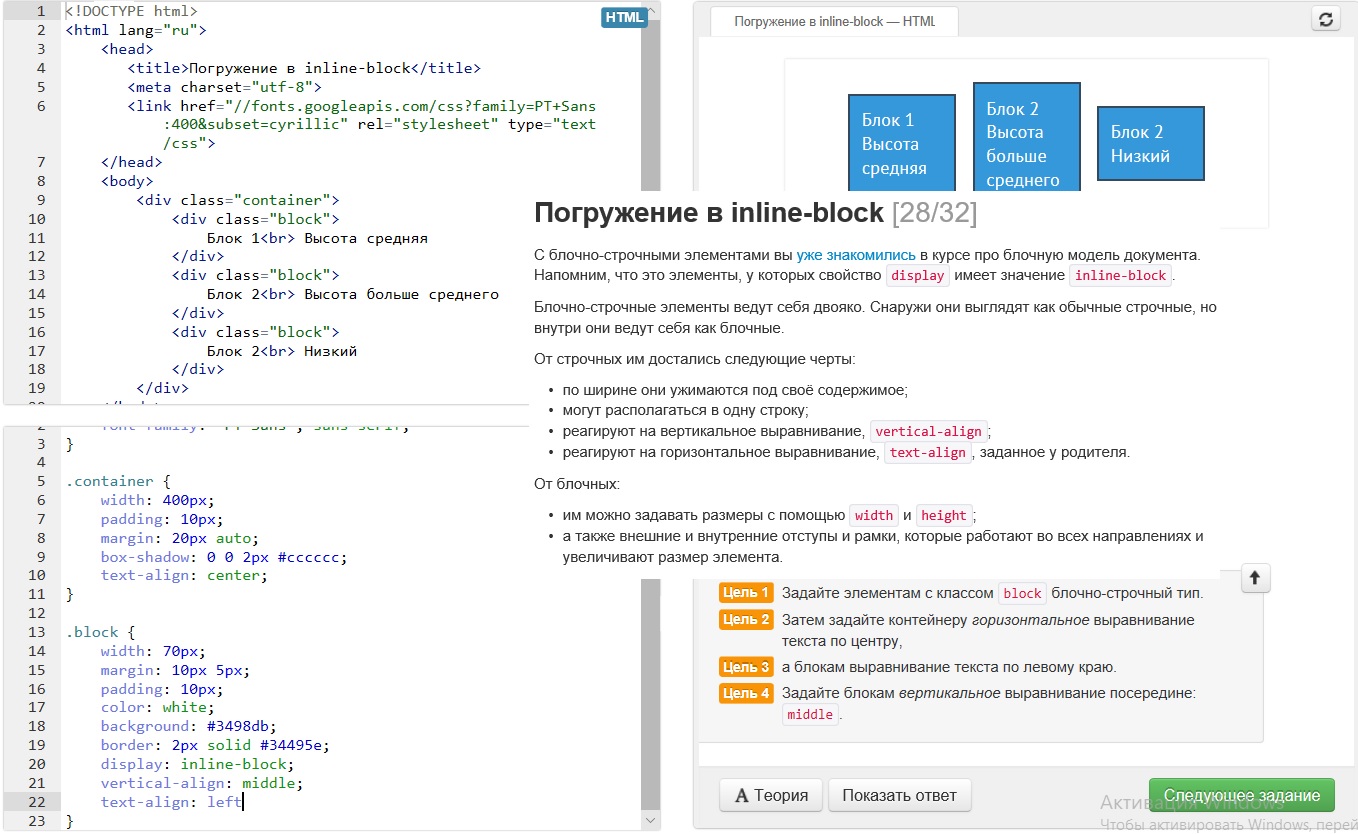 1 <!DOCTYPE html>
HTML
2 <html lang="ru">
3 <head>
4 <title>Погружение в inline-block</title>
5 <meta charset="utf-8">
6 <link href="//fonts.googleapis.com/css?family=PT+Sans
:400&subset=cyrillic" rel="stylesheet" type="text
/css">
7 </head>
8 <body>
9 <div class="container">
10 <div class="block">
11 Блок 1<br> Высота средняя
12 </div>
13 <div class="block">
14 Блок 2<br> Высота больше среднего
15 </div>
16 <div class="block">
17 Блок 2<br> Низкий
18 </div>
19 </div>
3 }
4
5 .container {
6 width: 400px;
7 padding: 10px;
8 margin: 20px auto;
9 box-shadow: 0 0 2px #cccccc;
10 text-align: center;
11 }
12
13 .block {
14 width: 70px;
15 margin: 10px 5px;
16 padding: 10px;
17 color: white;
18 background: #3498db;
19 border: 2px solid #34495e;
20 display: inline-block;
21 vertical-align: middle;
22 text-align: left
23 }
Погружение в inline-block — HTML
Блок 1
Высота
средняя
Блок 2
Высота
больше
среднего
Блок 2
Низкий
Погружение в inline-block [28/32]
С блочно-строчными элементами вы уже знакомились в курсе про блочную модель документа.
Напомним, что это элементы, у которых свойство display имеет значение inline-block.
Блочно-строчные элементы ведут себя двояко. Снаружи они выглядят как обычные строчные, но
внутри они ведут себя как блочные.
От строчных им достались следующие черты:
• по ширине они ужимаются под своё содержимое;
• могут располагаться в одну строку;
• реагируют на вертикальное выравнивание, vertical-align;
• реагируют на горизонтальное выравнивание, text-align, заданное у родителя.
От блочных:
• им можно задавать размеры с помощью width и height;
• а также внешние и внутренние отступы и рамки, которые работают во всех направлениях и
увеличивают размер элемента.
Цель 1 Задайте элементам с классом block блочно-строчный тип.
Цель 2 Затем задайте контейнеру горизонтальное выравнивание
текста по центру,
Цель 3 а блокам выравнивание текста по левому краю.
Цель 4 Задайте блокам вертикальное выравнивание посередине:
middle.
A Теория
Показать ответ
Следующее задание
Активация Windows
Чтобы активировать Windows, перей